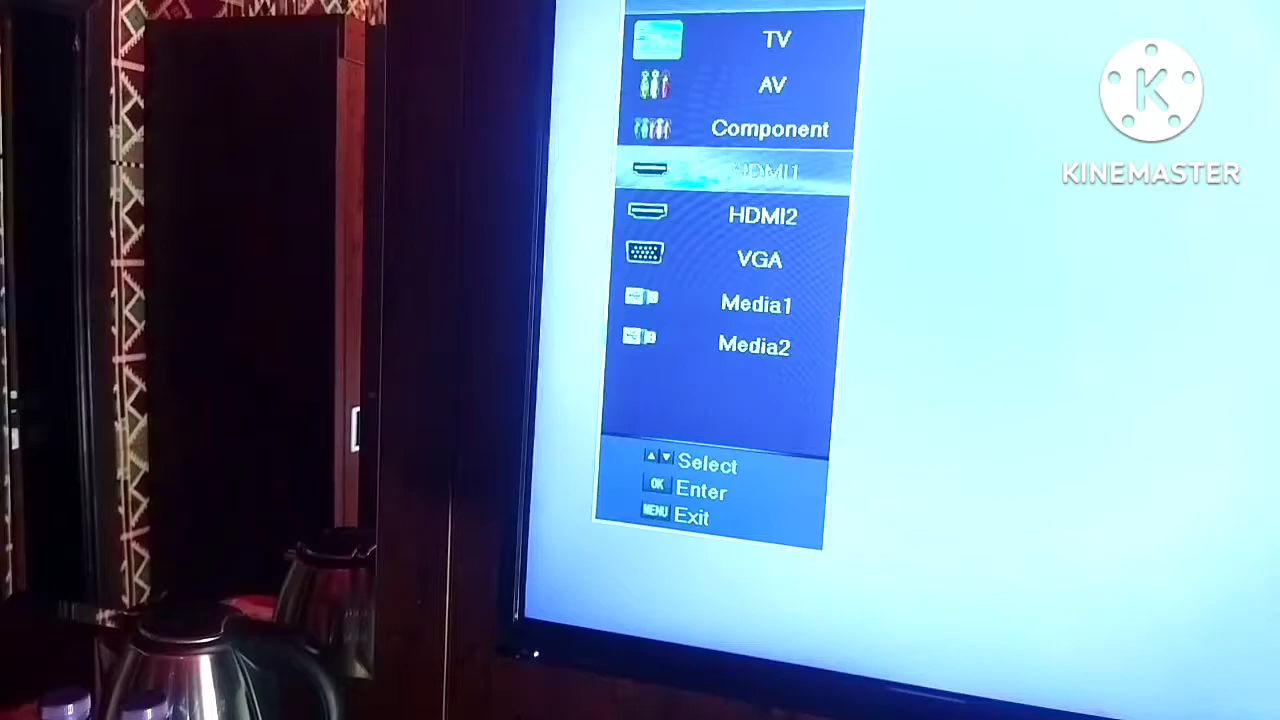 TV
AV
Component
HDMI1
HDMI2
VGA
Media1
Media2
Select
OK Enter
MENU Exit
K
KINEMASTER